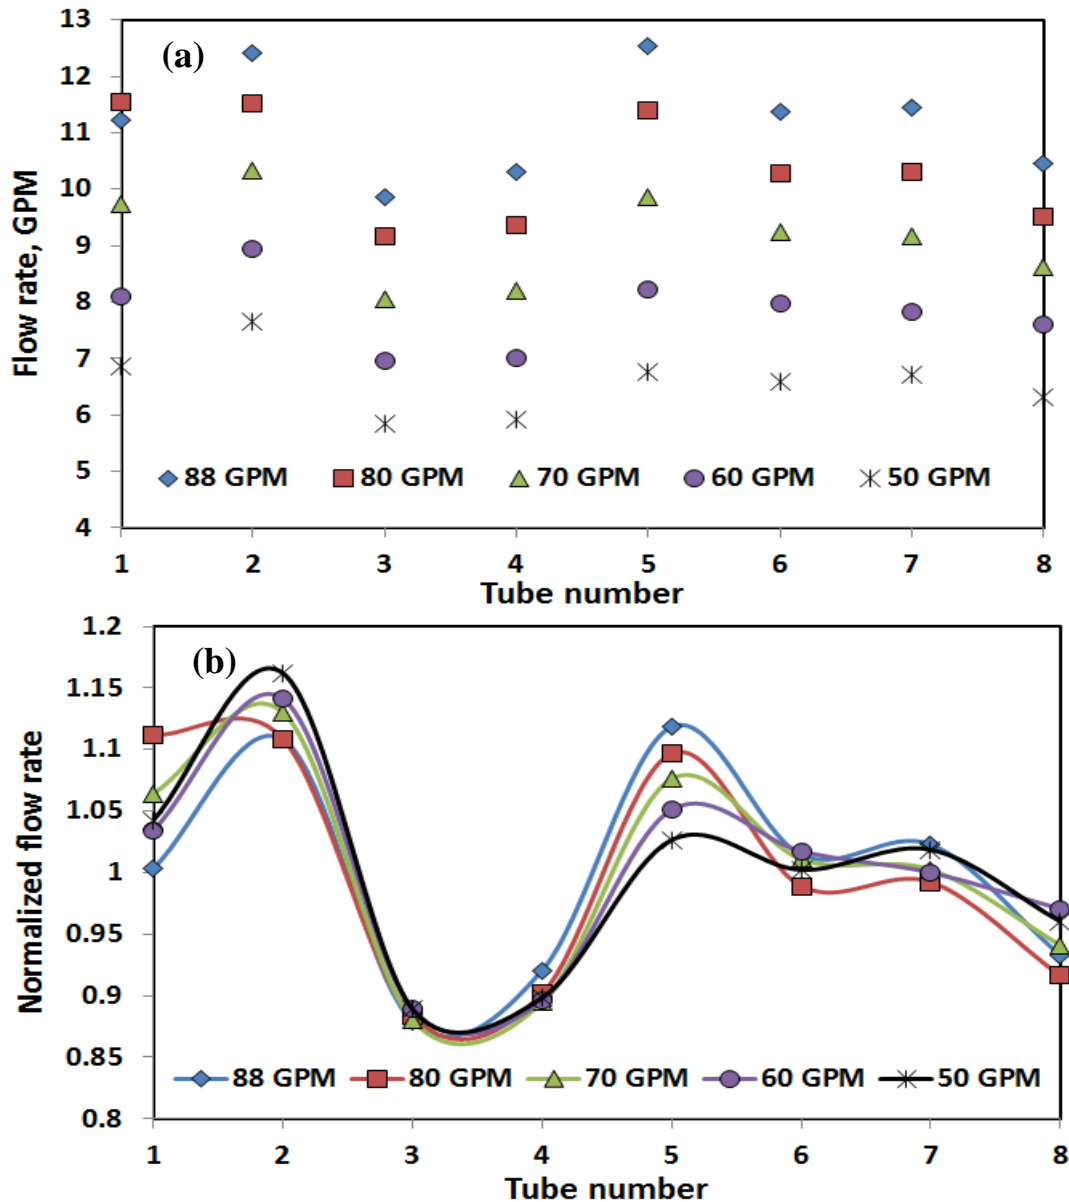 13
(a)
12
11
10
9
8
7
6
5
4
Flow rate, GPM
88 GPM 80 GPM 70 GPM 60 GPM 50 GPM
1 2 3 4 5 6 7 8
Tube number
1.2
(b)
1.15
1.1
1.05
1
0.95
0.9
0.85
0.8
Normalized flow rate
88 GPM 80 GPM 70 GPM 60 GPM 50 GPM
1 2 3 4 5 6 7 8
Tube number